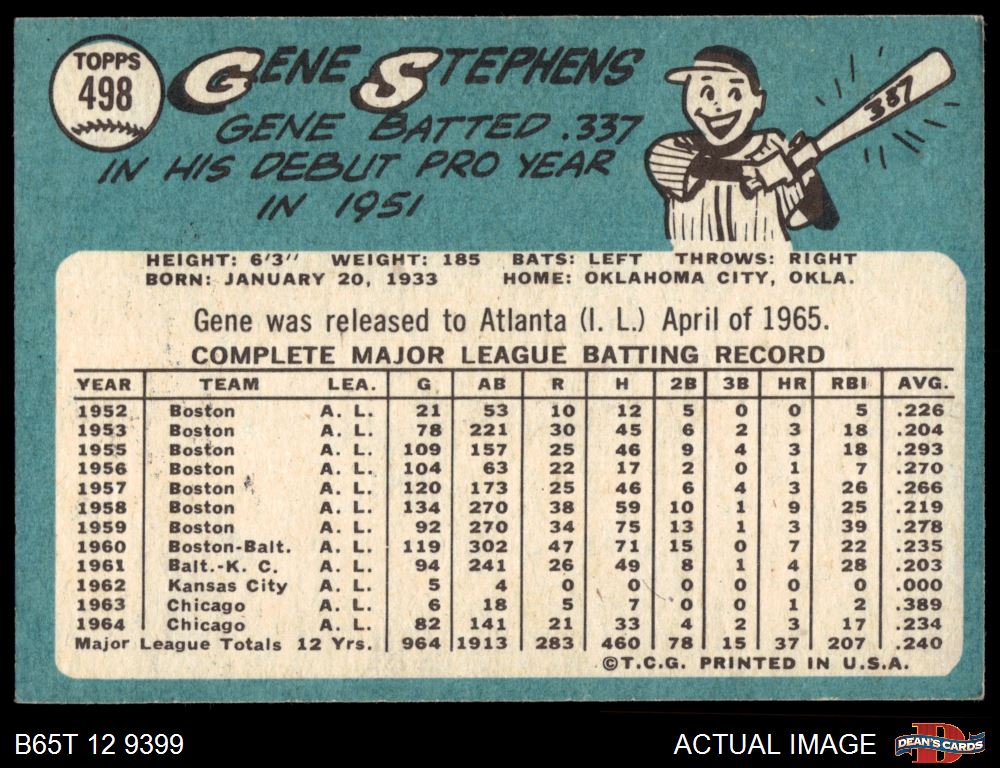 TOPPS
498
GENE STEPHENS
GENE BATTED .337
IN HIS DEBUT PRO YEAR
IN 1951
337
HEIGHT: 6'3" WEIGHT: 185 BATS: LEFT THROWS: RIGHT
BORN: JANUARY 20, 1933 HOME: OKLAHOMA CITY, OKLA.
Gene was released to Atlanta (I. L.) April of 1965.
COMPLETE MAJOR LEAGUE BATTING RECORD
YEAR TEAM LEA. G AB R H 2B 3B HR RBI AVG.
1952 Boston A. L. 21 53 10 12 5 0 0 5 .226
1953 Boston A. L. 78 221 30 45 6 2 3 18 .204
1955 Boston A. L. 109 157 25 46 9 4 3 18 .293
1956 Boston A. L. 104 63 22 17 2 0 1 7 .270
1957 Boston A. L. 120 173 25 46 6 4 3 26 .266
1958 Boston A. L. 134 270 38 59 10 1 9 25 .219
1959 Boston A. L. 92 270 34 75 13 1 3 39 .278
1960 Boston-Balt. A. L. 119 302 47 71 15 0 7 22 .235
1961 Balt.-K. C. A. L. 94 241 26 49 8 1 4 28 .203
1962 Kansas City A. L. 5 4 0 0 0 0 0 0 .000
1963 Chicago A. L. 6 18 5 7 0 0 1 2 .389
1964 Chicago A. L. 82 141 21 33 4 2 3 17 .234
Major League Totals 12 Yrs. 964 1913 283 460 78 15 37 207 .240
©T.C.G. PRINTED IN U.S.A.
B65T 12 9399
ACTUAL IMAGE
D
DEAN'S CARDS